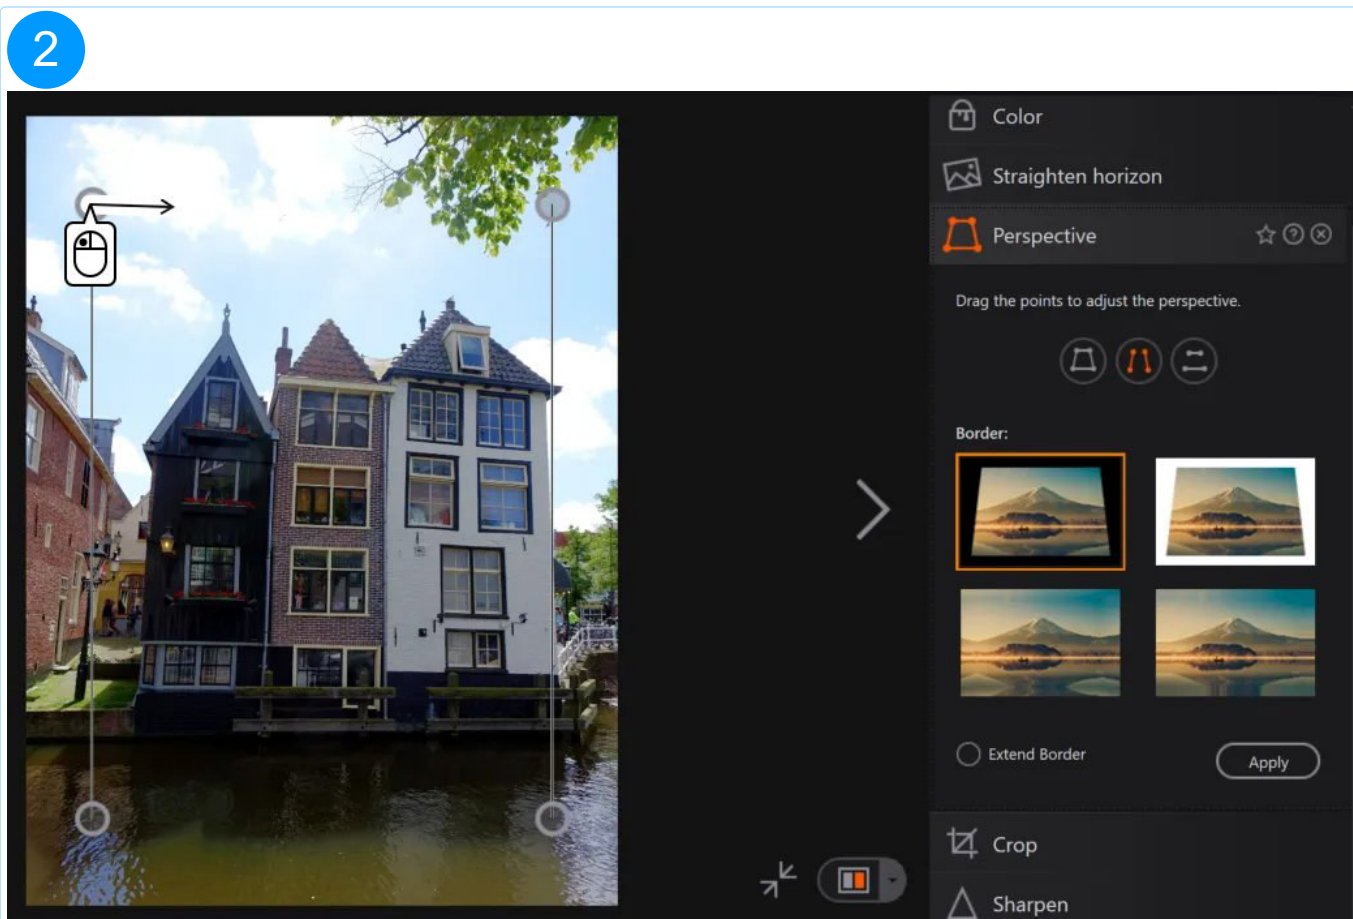 2
Color
Straighten horizon
Perspective
Drag the points to adjust the perspective.
Border:
Extend Border
Apply
Crop
Sharpen